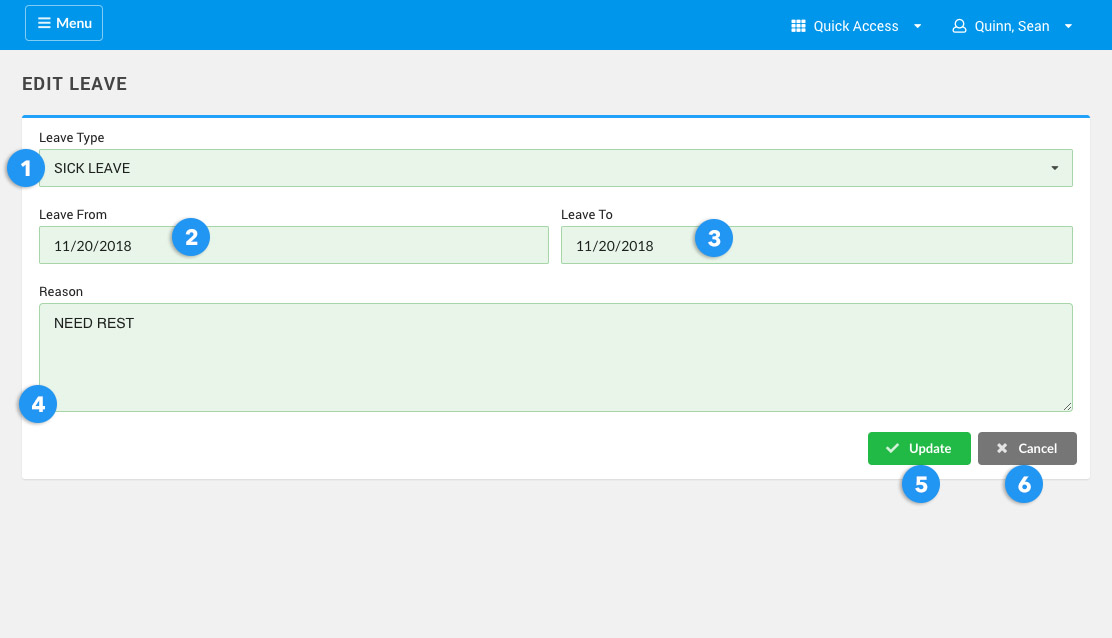 Menu
Quick Access
Quinn, Sean
EDIT LEAVE
Leave Type
1
SICK LEAVE
Leave From
Leave To
11/20/2018
2
11/20/2018
3
Reason
NEED REST
4
Update
Cancel
5
6